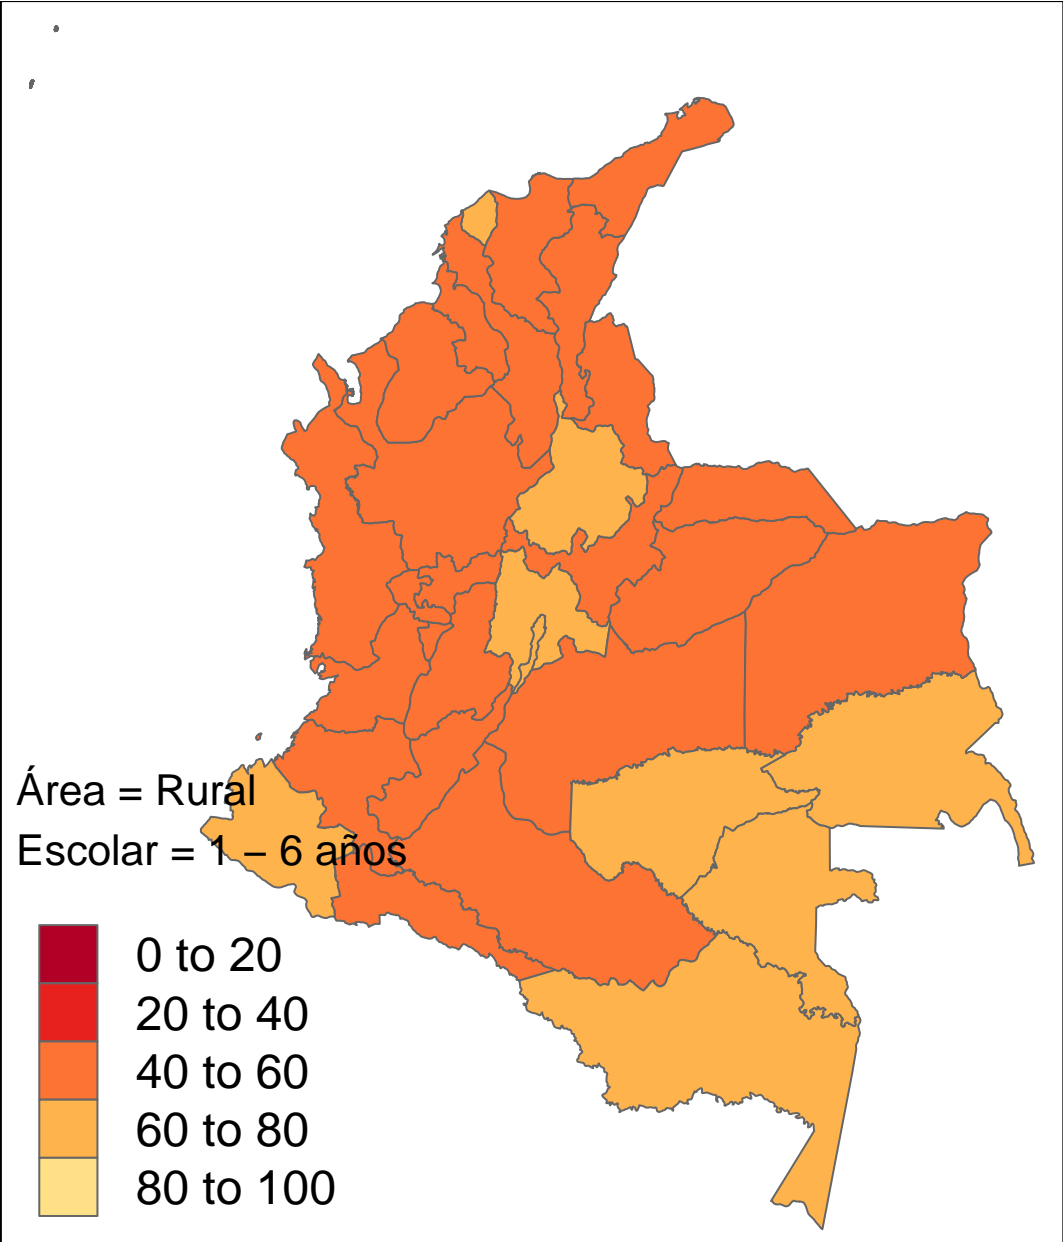 Área = Rural
Escolar = 1 – 6 años
0 to 20
20 to 40
40 to 60
60 to 80
80 to 100